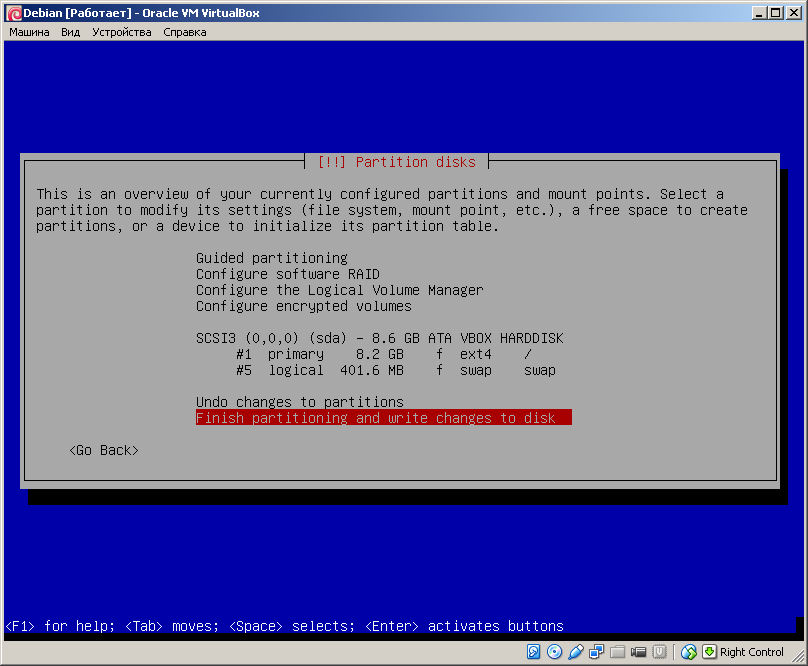 Debian [Работает] - Oracle VM VirtualBox
Машина Вид Устройства Справка
[!!] Partition disks
This is an overview of your currently configured partitions and mount points. Select a
partition to modify its settings (file system, mount point, etc.), a free space to create
partitions, or a device to initialize its partition table.
Guided partitioning
Configure software RAID
Configure the Logical Volume Manager
Configure encrypted volumes
SCSI3 (0,0,0) (sda) - 8.6 GB ATA VBOX HARDDISK
#1 primary 8.2 GB f ext4 /
#5 logical 401.6 MB f swap swap
Undo changes to partitions
Finish partitioning and write changes to disk
<Go Back>
<F1> for help; <Tab> moves; <Space> selects; <Enter> activates buttons
Right Control